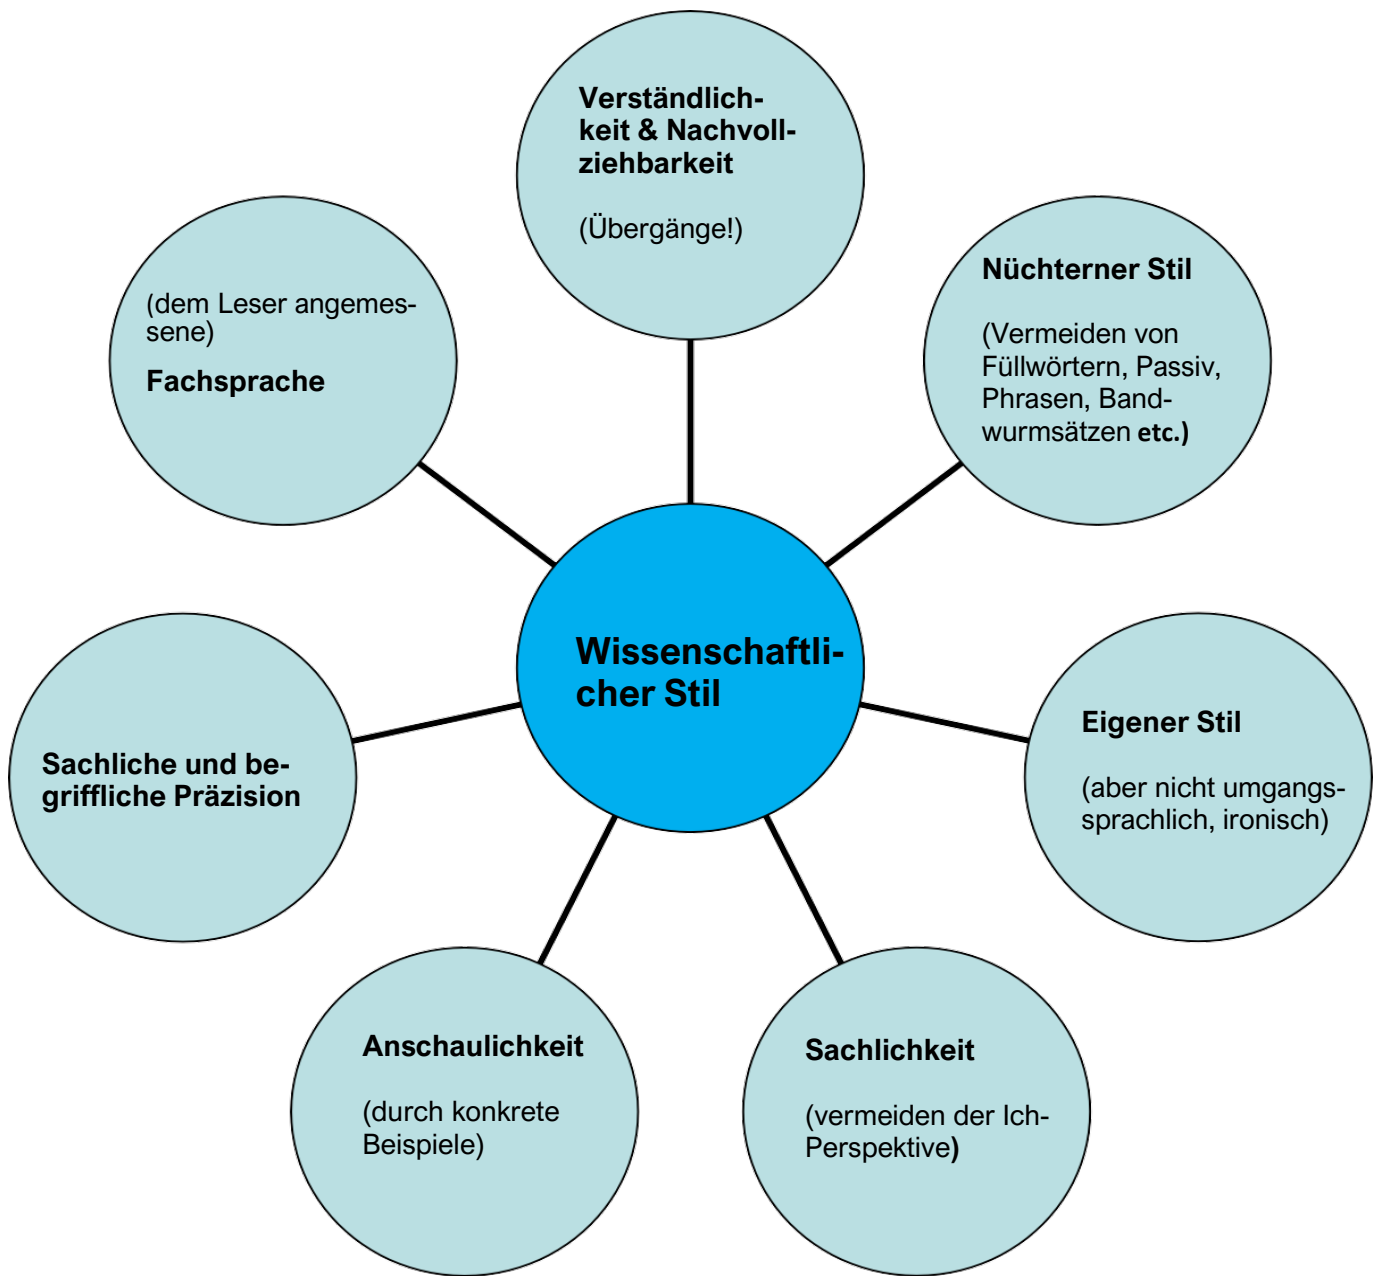 Verständlich-
keit & Nachvoll-
ziehbarkeit
(Übergänge!)
Nüchterner Stil
(Vermeiden von
Füllwörtern, Passiv,
Phrasen, Band-
wurmsätzen etc.)
(dem Leser angemes-
sene)
Fachsprache
Wissenschaftli-
cher Stil
Eigener Stil
(aber nicht umgangs-
sprachlich, ironisch)
Sachliche und be-
griffliche Präzision
Anschaulichkeit
(durch konkrete
Beispiele)
Sachlichkeit
(vermeiden der Ich-
Perspektive)